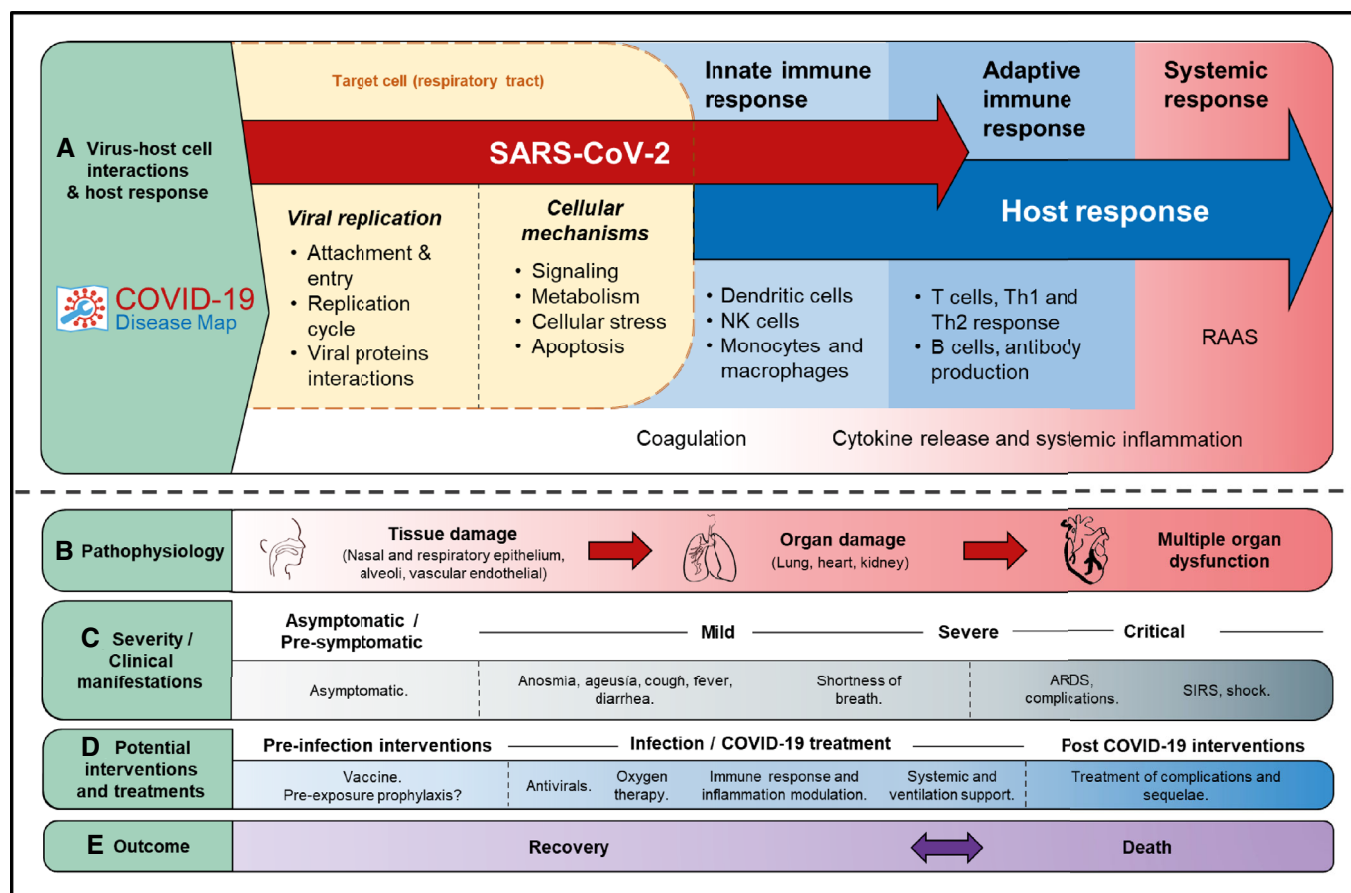 Target cell (respiratory tract)
Innate immune
response
Adaptive
immune
response
Systemic
response
A Virus-host cell
interactions
& host response
SARS-CoV-2
Host response
COVID-19
Disease Map
Viral replication
• Attachment &
entry
• Replication
cycle
• Viral proteins
interactions
Cellular
mechanisms
• Signaling
• Metabolism
• Cellular stress
• Apoptosis
• Dendritic cells
• NK cells
• Monocytes and
macrophages
• T cells, Th1 and
Th2 response
• B cells, antibody
production
RAAS
Coagulation
Cytokine release and systemic inflammation
B Pathophysiology
Tissue damage
(Nasal and respiratory epithelium,
alveoli, vascular endothelial)
Organ damage
(Lung, heart, kidney)
Multiple organ
dysfunction
C Severity /
Clinical
manifestations
Asymptomatic /
Pre-symptomatic
Mild
Severe
Critical
Asymptomatic.
Anosmia, ageusia, cough, fever,
diarrhea.
Shortness of
breath.
ARDS,
complications.
SIRS, shock.
D Potential
interventions
and treatments
Pre-infection interventions
Infection / COVID-19 treatment
Post COVID-19 interventions
Vaccine.
Pre-exposure prophylaxis?
Antivirals.
Oxygen
therapy.
Immune response and
inflammation modulation.
Systemic and
ventilation support.
Treatment of complications and
sequelae.
E Outcome
Recovery
Death